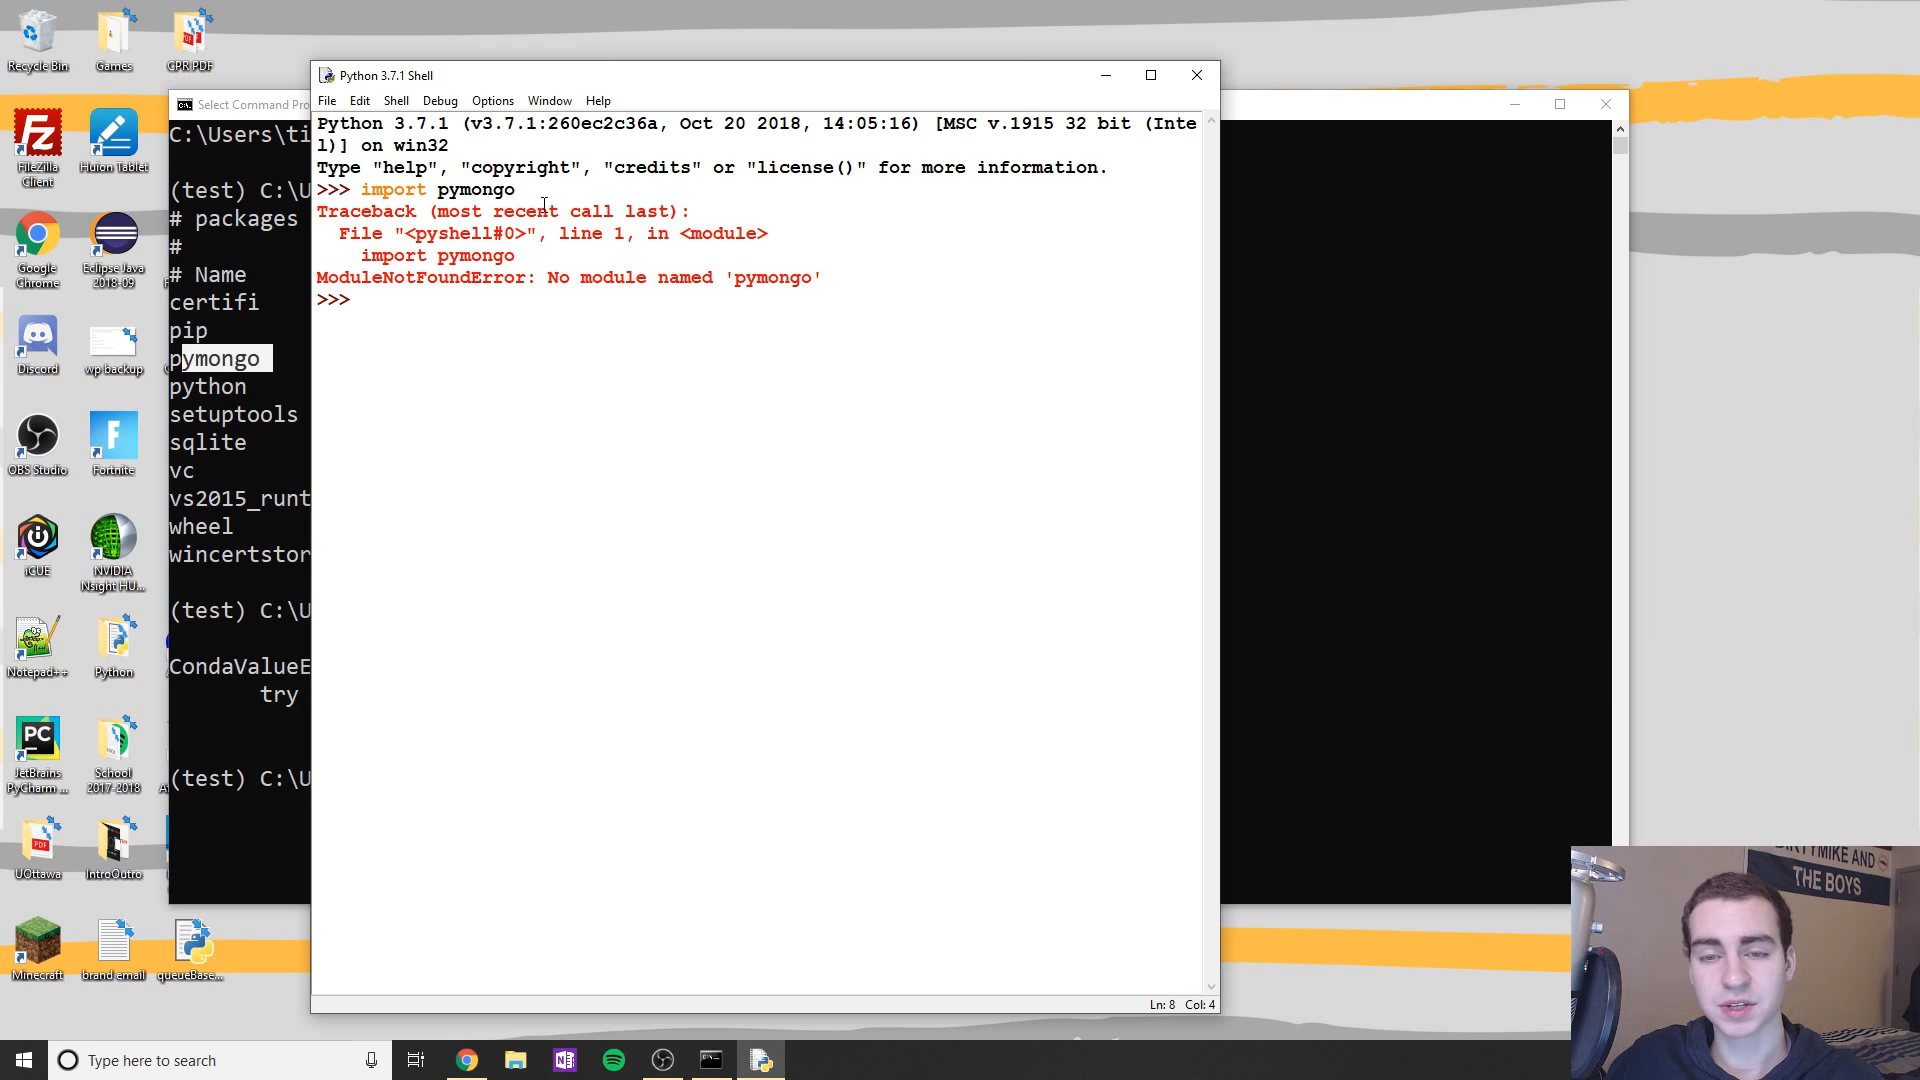 Recycle Bin
Games
CPR PDF
FileZilla
Client
Huion Tablet
Google
Chrome
Eclipse Java
2018-09
Discord
wp backup
OBS Studio
Fortnite
iCUE
NVIDIA
Nsight HU...
Notepad++
Python
JetBrains
PyCharm ...
School
2017-2018
UOttawa
IntroOutro
Minecraft
brand email
queueBase...
Select Command Pro
C:\Users\ti
(test) C:\U
# packages
#
# Name
certifi
pip
pymongo
python
setuptools
sqlite
vc
vs2015_runt
wheel
wincertstor
(test) C:\U
CondaValueE
try
(test) C:\U
Python 3.7.1 Shell
File Edit Shell Debug Options Window Help
Python 3.7.1 (v3.7.1:260ec2c36a, Oct 20 2018, 14:05:16) [MSC v.1915 32 bit (Inte
l)] on win32
Type "help", "copyright", "credits" or "license()" for more information.
>>> import pymongo
Traceback (most recent call last):
File "<pyshell#0>", line 1, in <module>
import pymongo
ModuleNotFoundError: No module named 'pymongo'
>>>
Ln: 8 Col: 4
MIKE AND
THE BOYS
Type here to search